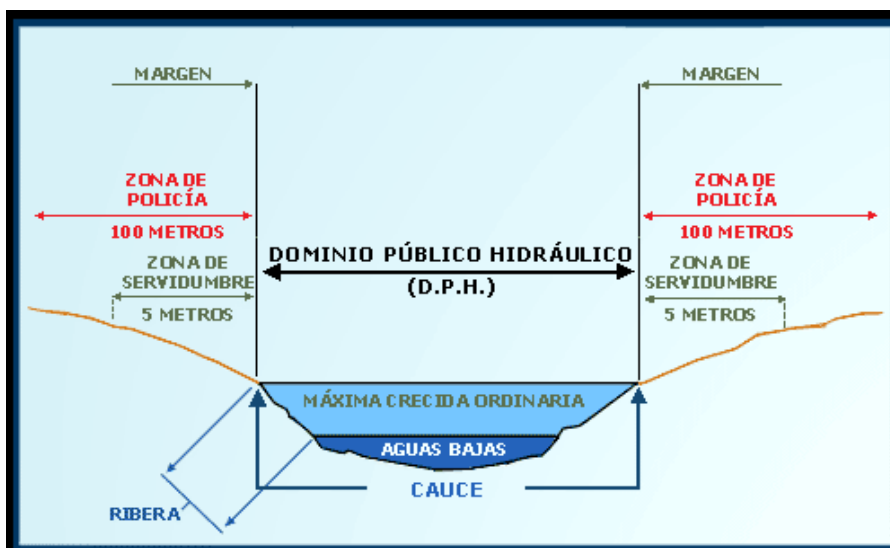 MARGEN
MARGEN
ZONA DE
POLICÍA
100 METROS
ZONA DE
POLICÍA
100 METROS
DOMINIO PÚBLICO HIDRÁULICO
(D.P.H.)
ZONA DE
SERVIDUMBRE
5 METROS
ZONA DE
SERVIDUMBRE
5 METROS
MÁXIMA CRECIDA ORDINARIA
AGUAS BAJAS
CAUCE
RIBERA